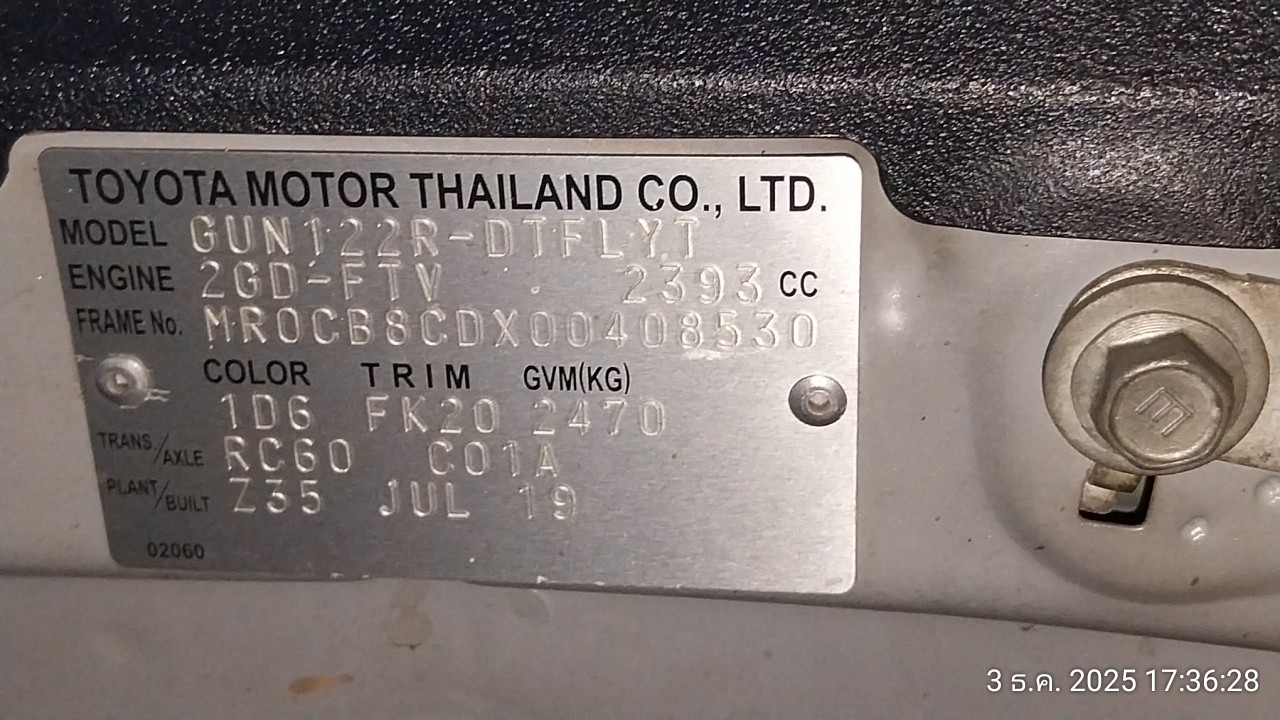 TOYOTA MOTOR THAILAND CO., LTD.
MODEL GUN122R-DTFLYT
ENGINE 2GD-FTV 2393 CC
FRAME No. MR0CB8CDX00408530
COLOR TRIM GVM(KG)
1D6 FK20 2470
TRANS/AXLE RC60 C01A
PLANT/BUILT Z35 JUL 19
02060
E
3 ธ.ค. 2025 17:36:28